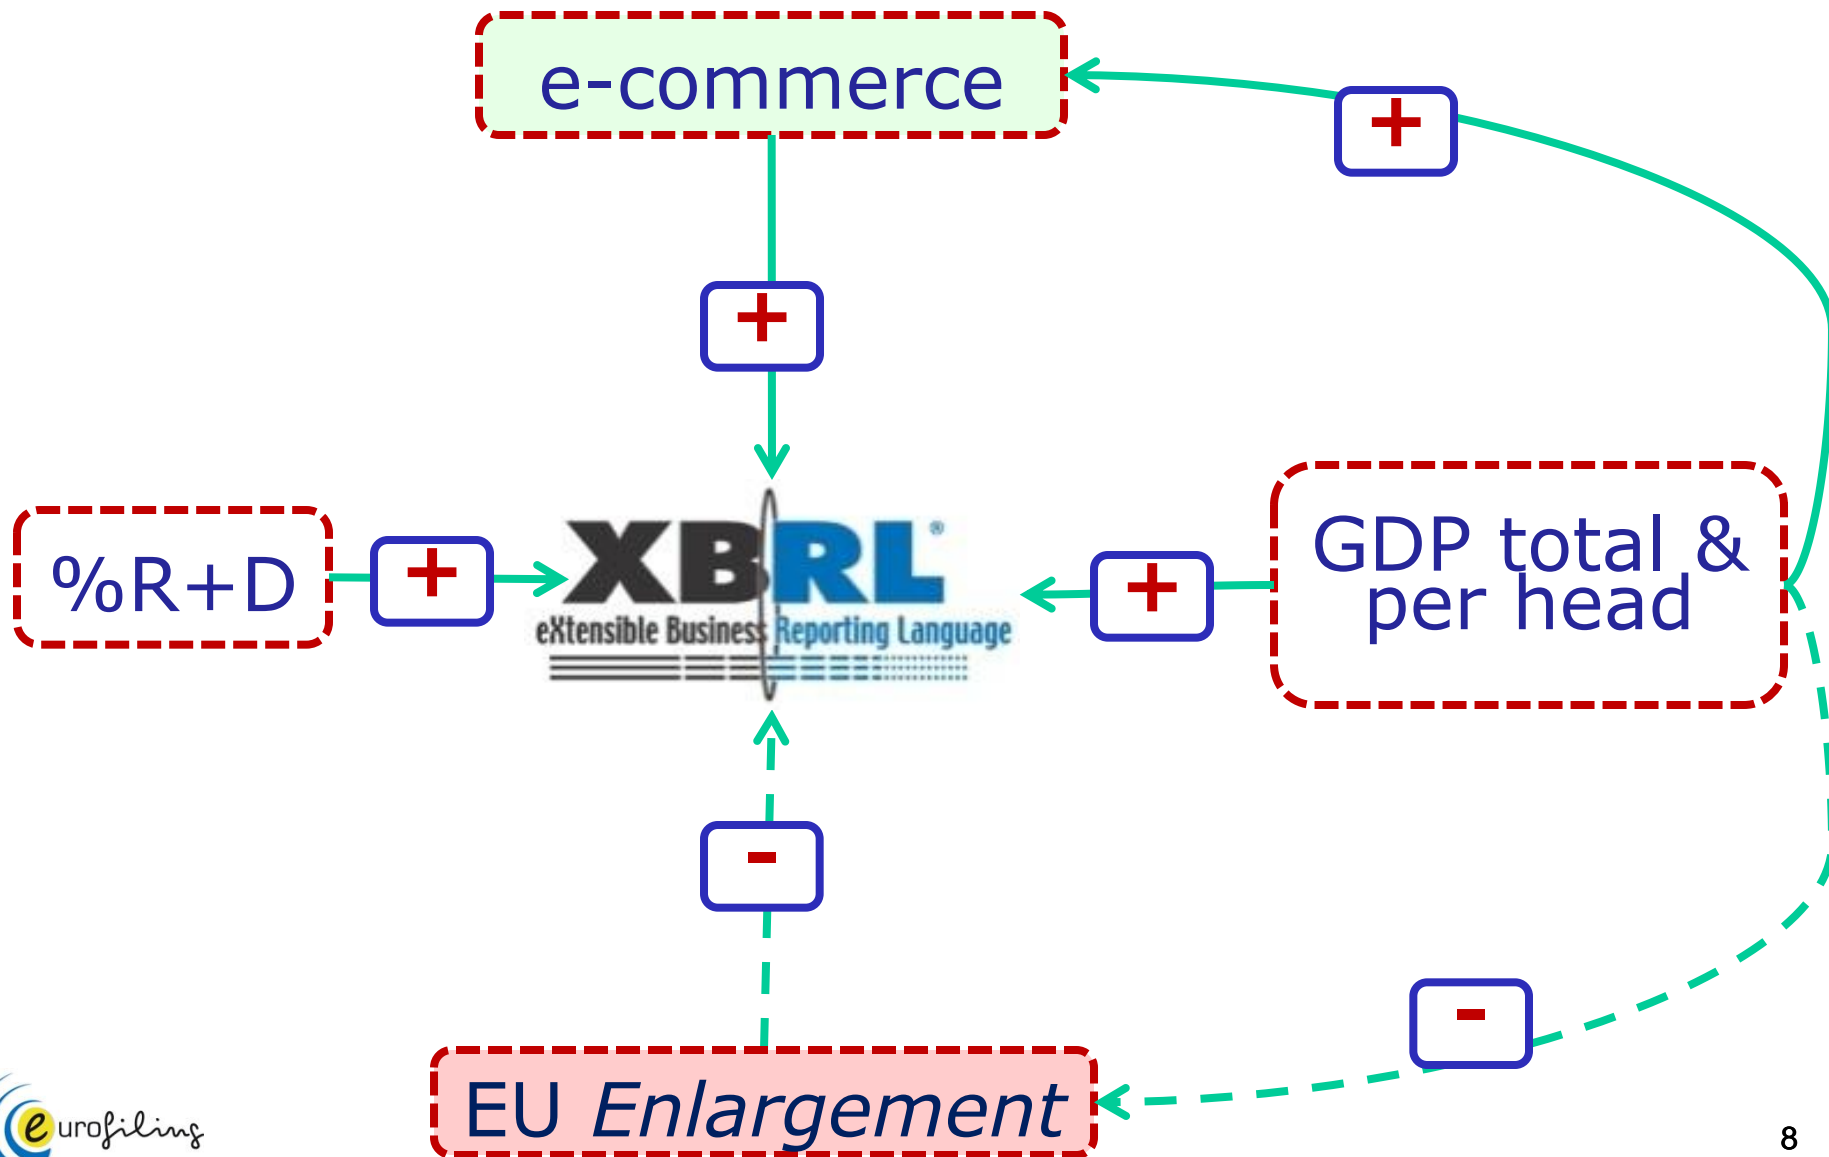 e-commerce
+
+
%R+D
+
XBRL®
eXtensible Business Reporting Language
+
GDP total &
per head
-
-
EU Enlargement
eurofiling
8